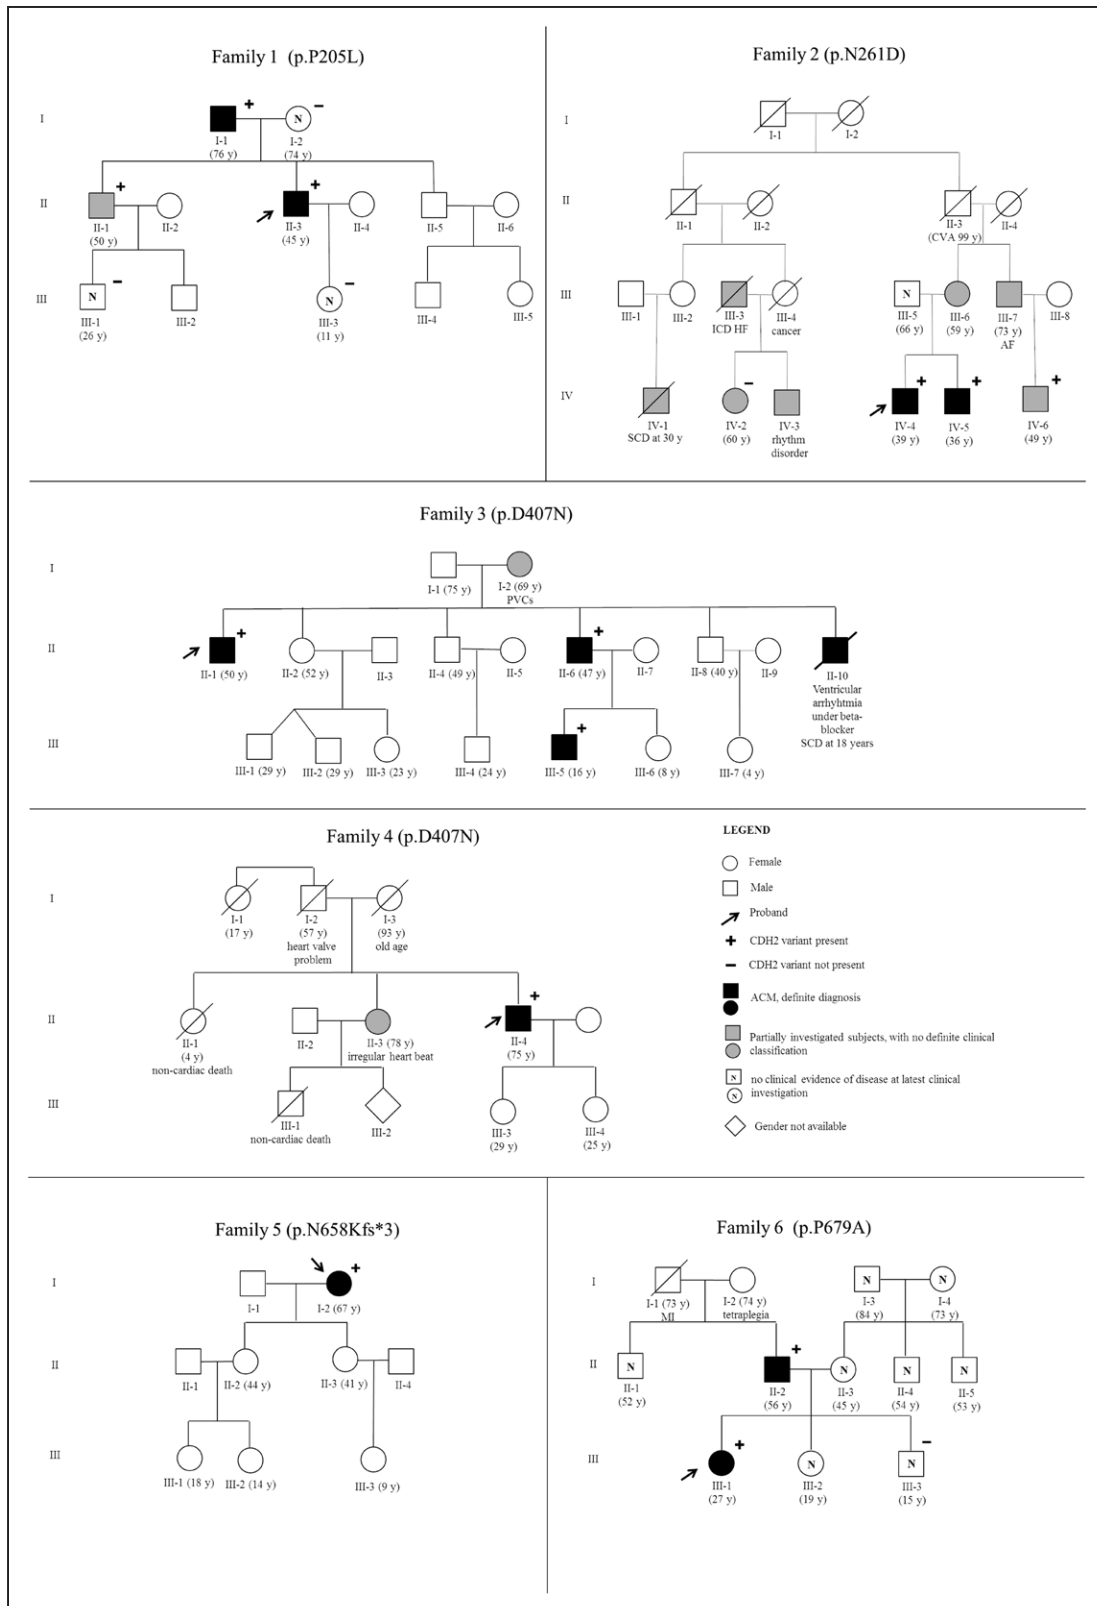 Family 1 (p.P205L)
I
+
N
−
I-1
(76 y)
I-2
(74 y)
II
+
+
II-1
(50 y)
II-2
II-3
(45 y)
II-4
II-5
II-6
III
N
−
N
−
III-1
(26 y)
III-2
III-3
(11 y)
III-4
III-5
Family 2 (p.N261D)
I
I-1
I-2
II
II-1
II-2
II-3
(CVA 99 y)
II-4
III
N
III-1
III-2
III-3
ICD HF
III-4
cancer
III-5
(66 y)
III-6
(59 y)
III-7
(73 y)
AF
III-8
IV
−
+
+
+
IV-1
SCD at 30 y
IV-2
(60 y)
IV-3
rhythm
disorder
IV-4
(39 y)
IV-5
(36 y)
IV-6
(49 y)
Family 3 (p.D407N)
I
I-1 (75 y)
I-2 (69 y)
PVCs
II
+
+
II-1 (50 y)
II-2 (52 y)
II-3
II-4 (49 y)
II-5
II-6 (47 y)
II-7
II-8 (40 y)
II-9
II-10
Ventricular
arrhyhtmia
under beta-
blocker
SCD at 18 years
III
+
III-1 (29 y)
III-2 (29 y)
III-3 (23 y)
III-4 (24 y)
III-5 (16 y)
III-6 (8 y)
III-7 (4 y)
Family 4 (p.D407N)
I
I-1
(17 y)
I-2
(57 y)
heart valve
problem
I-3
(93 y)
old age
II
+
II-1
(4 y)
non-cardiac death
II-2
II-3 (78 y)
irregular heart beat
II-4
(75 y)
III
III-1
non-cardiac death
III-2
III-3
(29 y)
III-4
(25 y)
LEGEND
Female
Male
Proband
+ CDH2 variant present
− CDH2 variant not present
ACM, definite diagnosis
Partially investigated subjects, with no definite clinical
classification
N
no clinical evidence of disease at latest clinical
N
investigation
Gender not available
Family 5 (p.N658Kfs*3)
I
+
I-1
I-2 (67 y)
II
II-1
II-2 (44 y)
II-3 (41 y)
II-4
III
III-1 (18 y)
III-2 (14 y)
III-3 (9 y)
Family 6 (p.P679A)
I
N
N
I-1 (73 y)
MI
I-2 (74 y)
tetraplegia
I-3
(84 y)
I-4
(73 y)
II
N
+
N
N
N
II-1
(52 y)
II-2
(56 y)
II-3
(45 y)
II-4
(54 y)
II-5
(53 y)
III
+
N
N
−
III-1
(27 y)
III-2
(19 y)
III-3
(15 y)